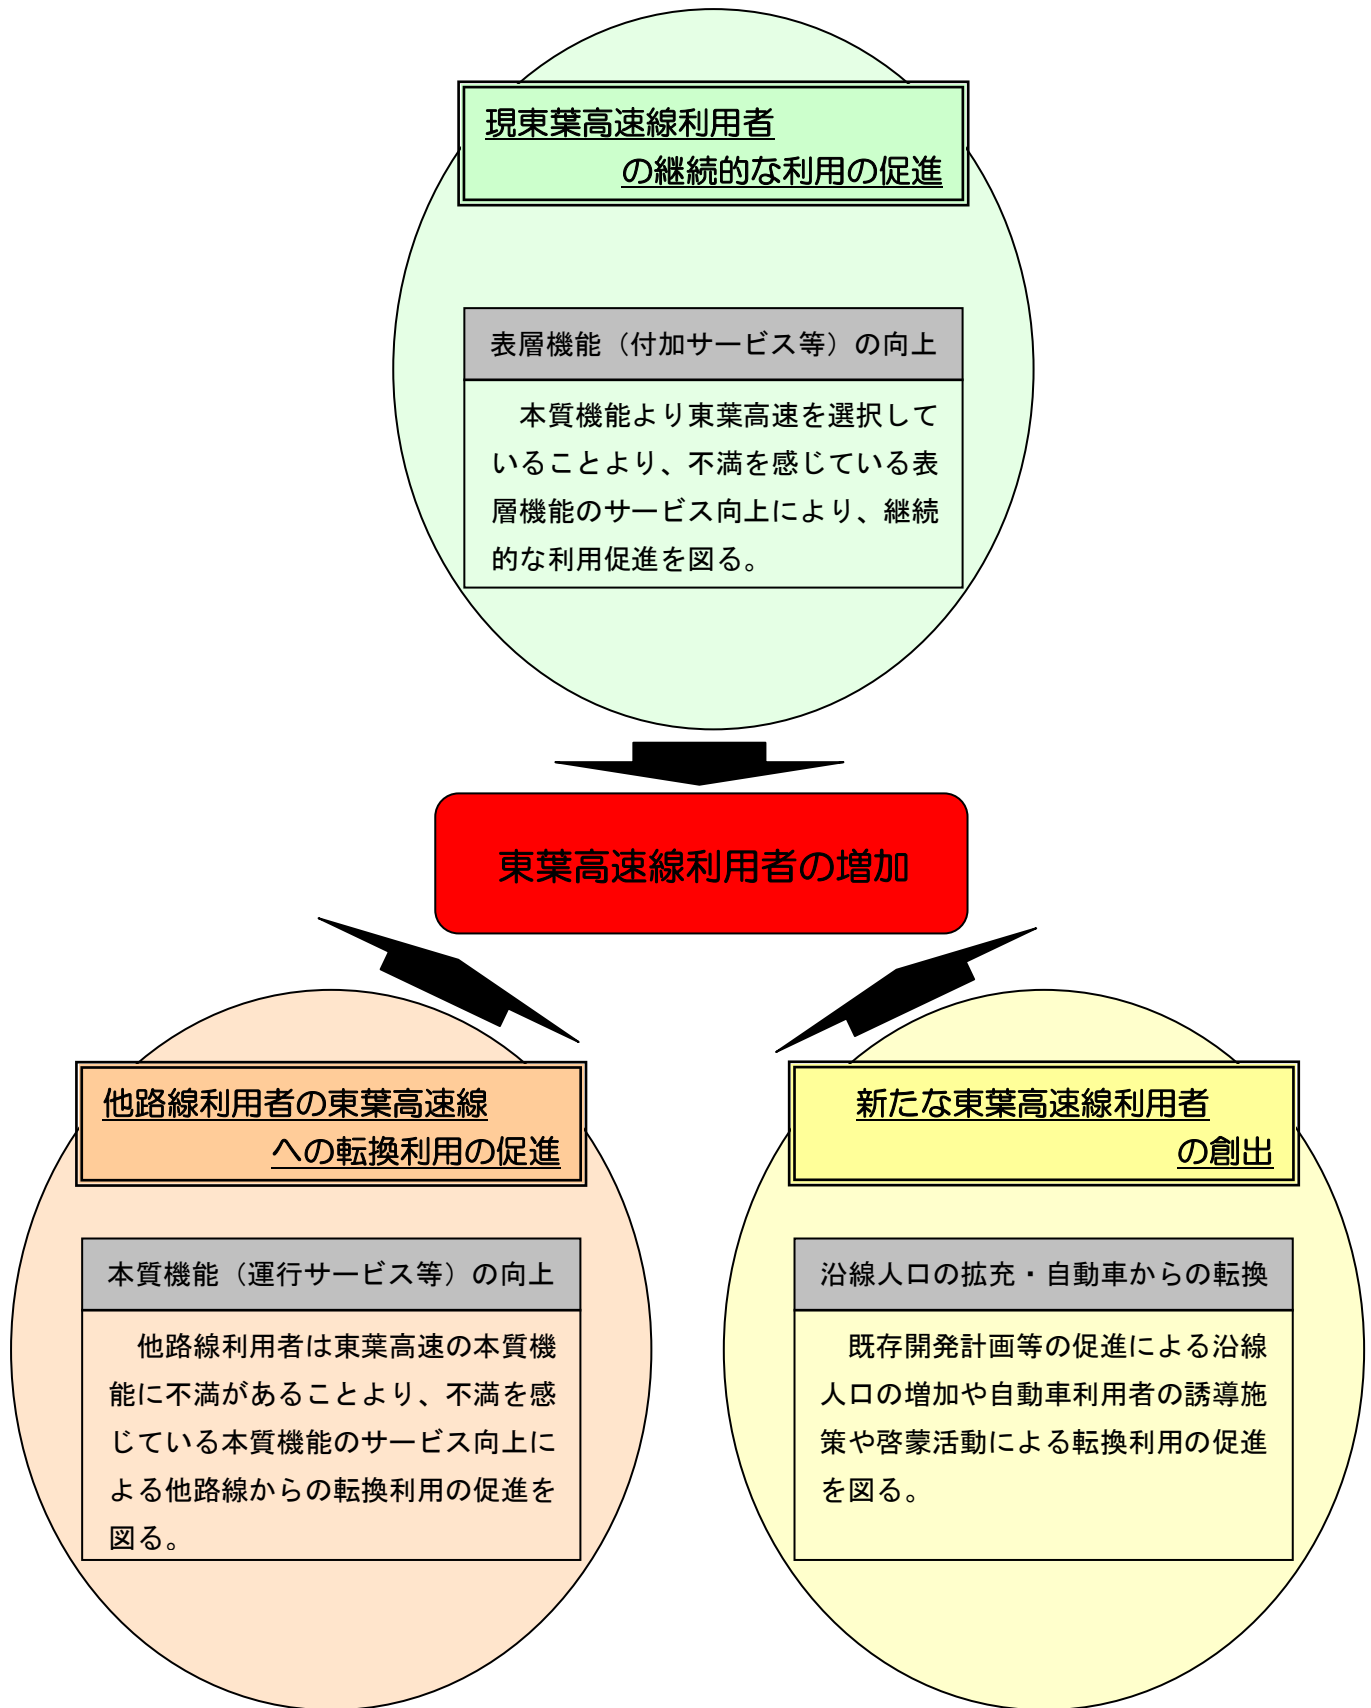 現東葉高速線利用者
の継続的な利用の促進
表層機能（付加サービス等）の向上
本質機能より東葉高速を選択して
いることより、不満を感じている表
層機能のサービス向上により、継続
的な利用促進を図る。
東葉高速線利用者の増加
他路線利用者の東葉高速線
への転換利用の促進
本質機能（運行サービス等）の向上
他路線利用者は東葉高速の本質機
能に不満があることより、不満を感
じている本質機能のサービス向上に
よる他路線からの転換利用の促進を
図る。
新たな東葉高速線利用者
の創出
沿線人口の拡充・自動車からの転換
既存開発計画等の促進による沿線
人口の増加や自動車利用者の誘導施
策や啓蒙活動による転換利用の促進
を図る。